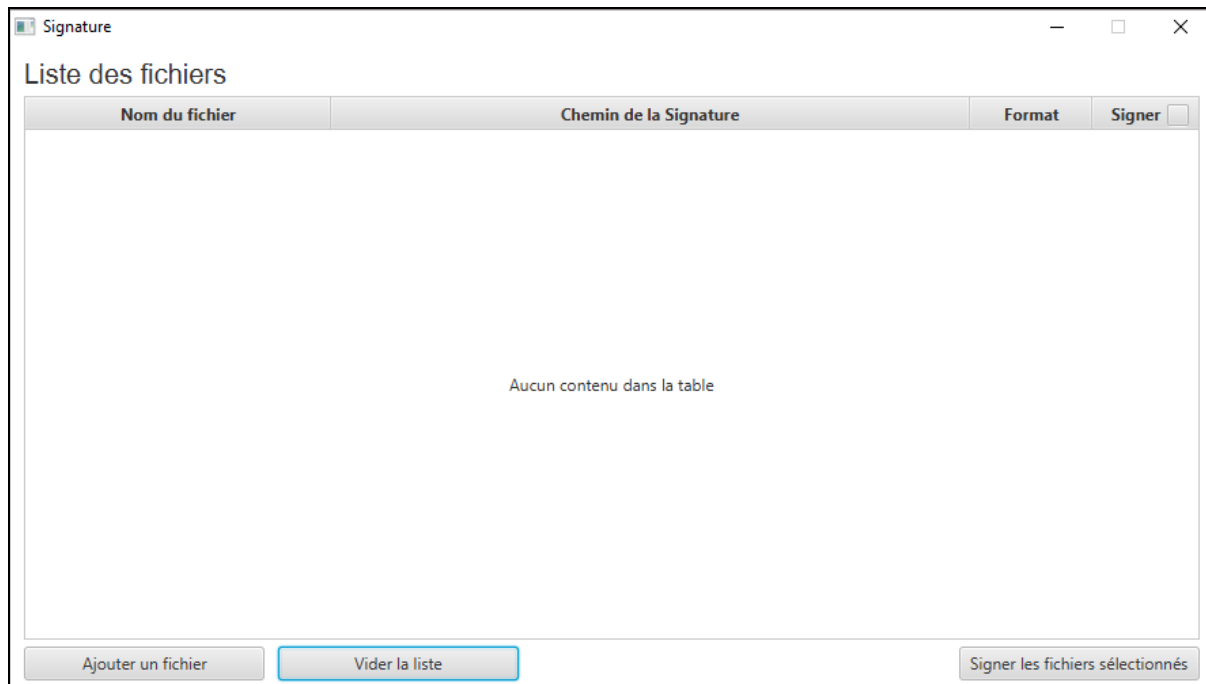 Signature
Liste des fichiers
Nom du fichier Chemin de la Signature Format Signer
Aucun contenu dans la table
Ajouter un fichier Vider la liste Signer les fichiers sélectionnés